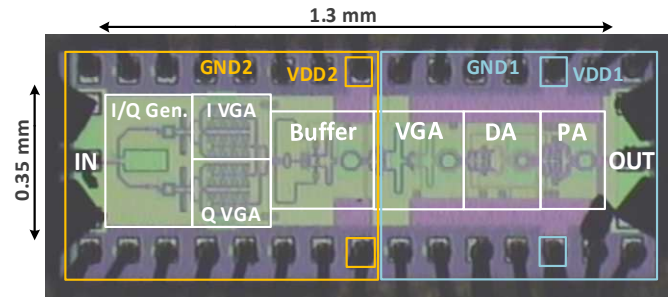 1.3 mm
GND2
VDD2
GND1
VDD1
I/Q Gen.
I VGA
Buffer
VGA
DA
PA
0.35 mm
IN
OUT
Q VGA